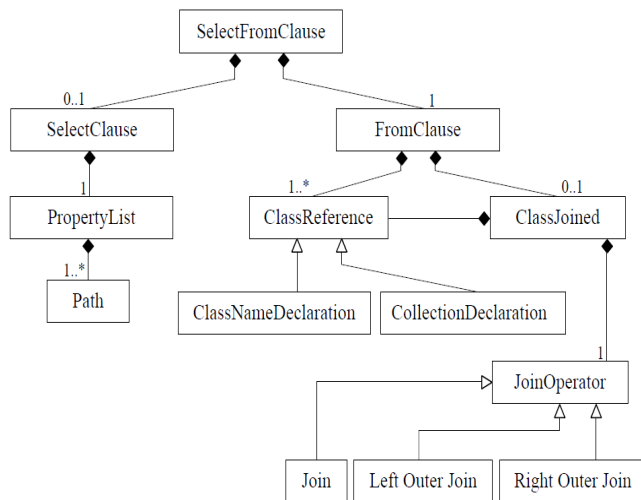 SelectFromClause
0..1
1
SelectClause
FromClause
1
1..*
0..1
PropertyList
ClassReference
ClassJoined
1..*
Path
ClassNameDeclaration
CollectionDeclaration
1
JoinOperator
Join
Left Outer Join
Right Outer Join